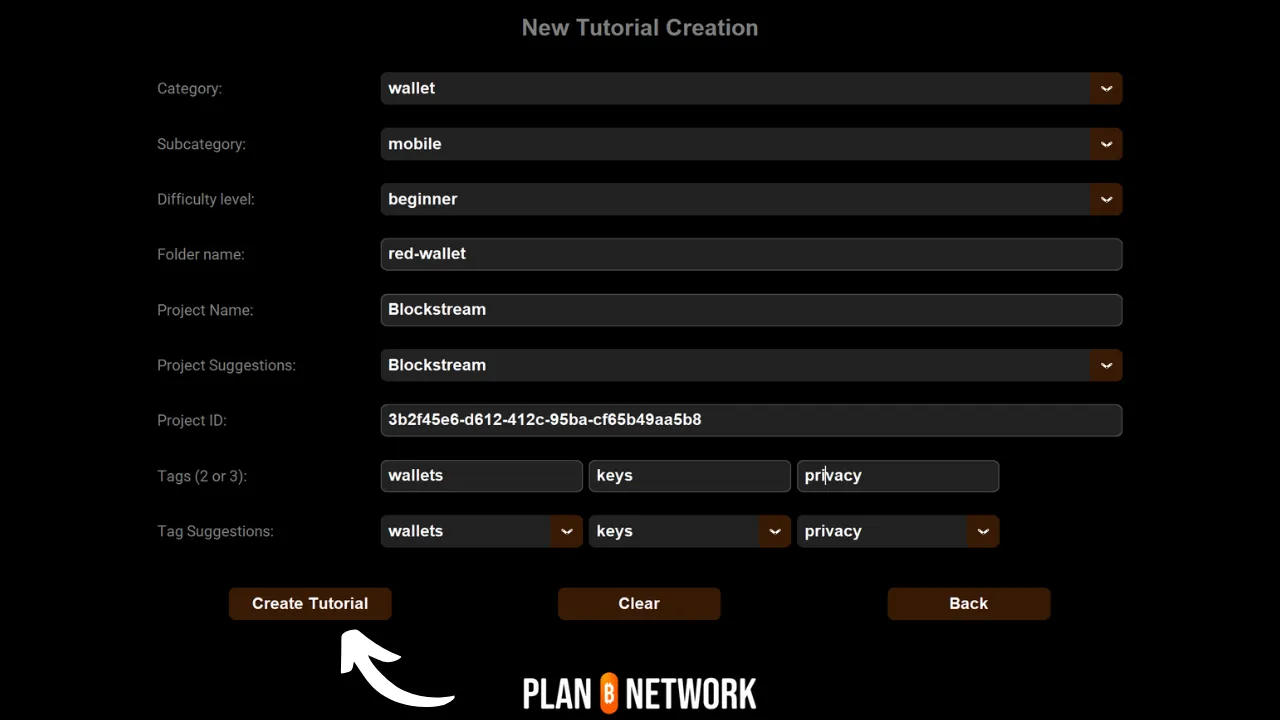 New Tutorial Creation
Category: wallet
Subcategory: mobile
Difficulty level: beginner
Folder name: red-wallet
Project Name: Blockstream
Project Suggestions: Blockstream
Project ID: 3b2f45e6-d612-412c-95ba-cf65b49aa5b8
Tags (2 or 3): wallets keys privacy
Tag Suggestions: wallets keys privacy
Create Tutorial Clear Back
PLAN ₿ NETWORK